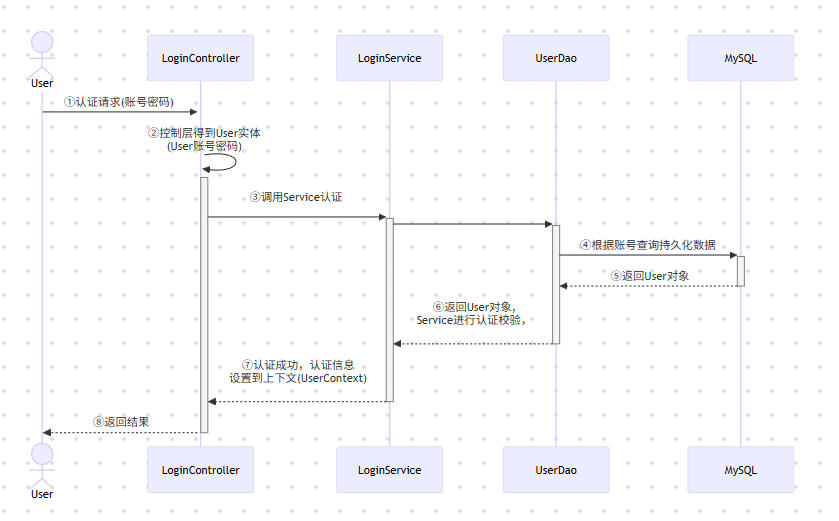 LoginController
LoginService
UserDao
MySQL
User
①认证请求(账号密码)
②控制层得到User实体
(User账号密码)
③调用Service认证
④根据账号查询持久化数据
⑤返回User对象
⑥返回User对象，
Service进行认证校验，
⑦认证成功，认证信息
设置到上下文(UserContext)
⑧返回结果
LoginController
LoginService
UserDao
MySQL
User